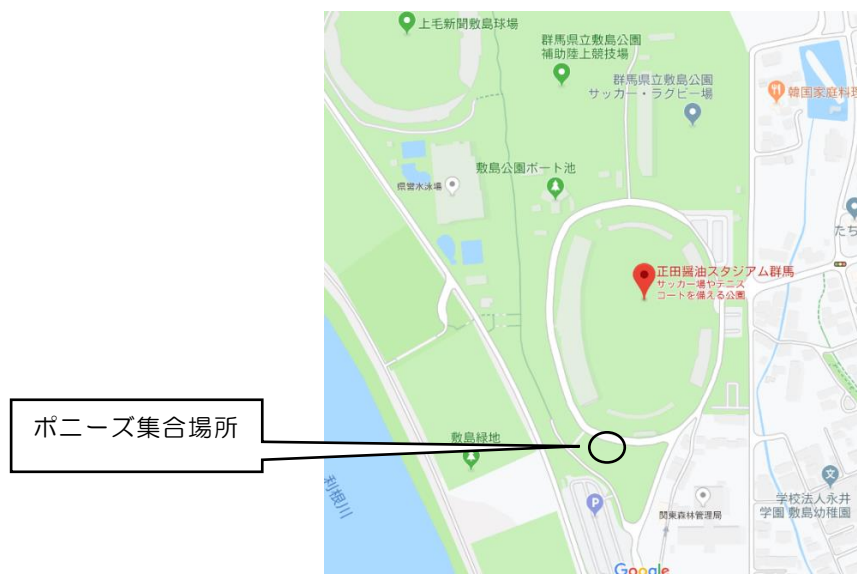 上毛新聞敷島球場
群馬県立敷島公園
補助陸上競技場
群馬県立敷島公園
サッカー・ラグビー場
韓国家庭料理
敷島公園ボート池
県営水泳場
たち
正田醤油スタジアム群馬
サッカー場やテニス
コートを備える公園
ポニーズ集合場所
敷島緑地
利根川
P
関東森林管理局
文
学校法人永井
学園 敷島幼稚園
Google